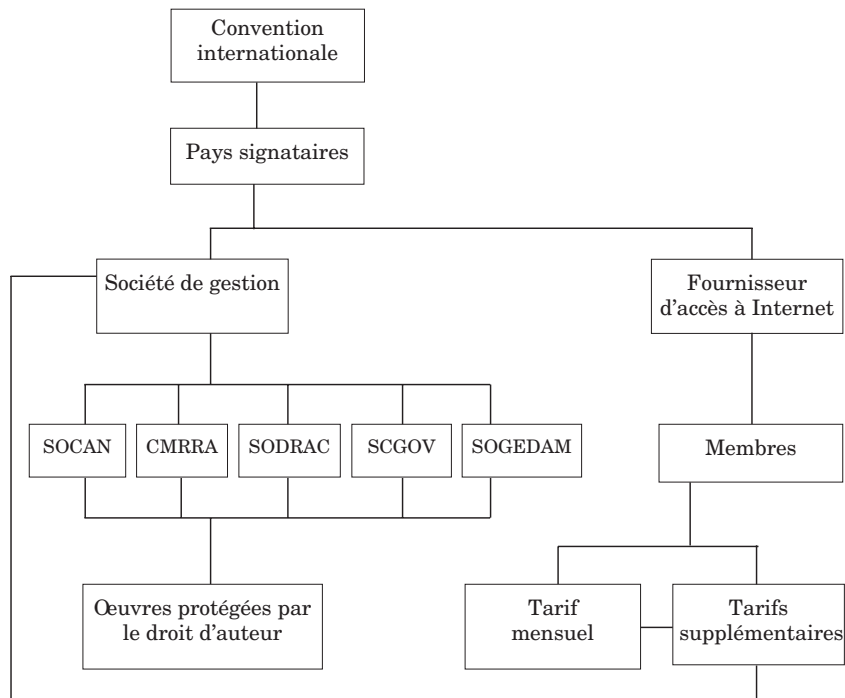 Convention
internationale
Pays signataires
Société de gestion
Fournisseur
d'accès à Internet
SOCAN
CMRRA
SODRAC
SCGOV
SOGEDAM
Membres
Œuvres protégées par
le droit d'auteur
Tarif
mensuel
Tarifs
supplémentaires